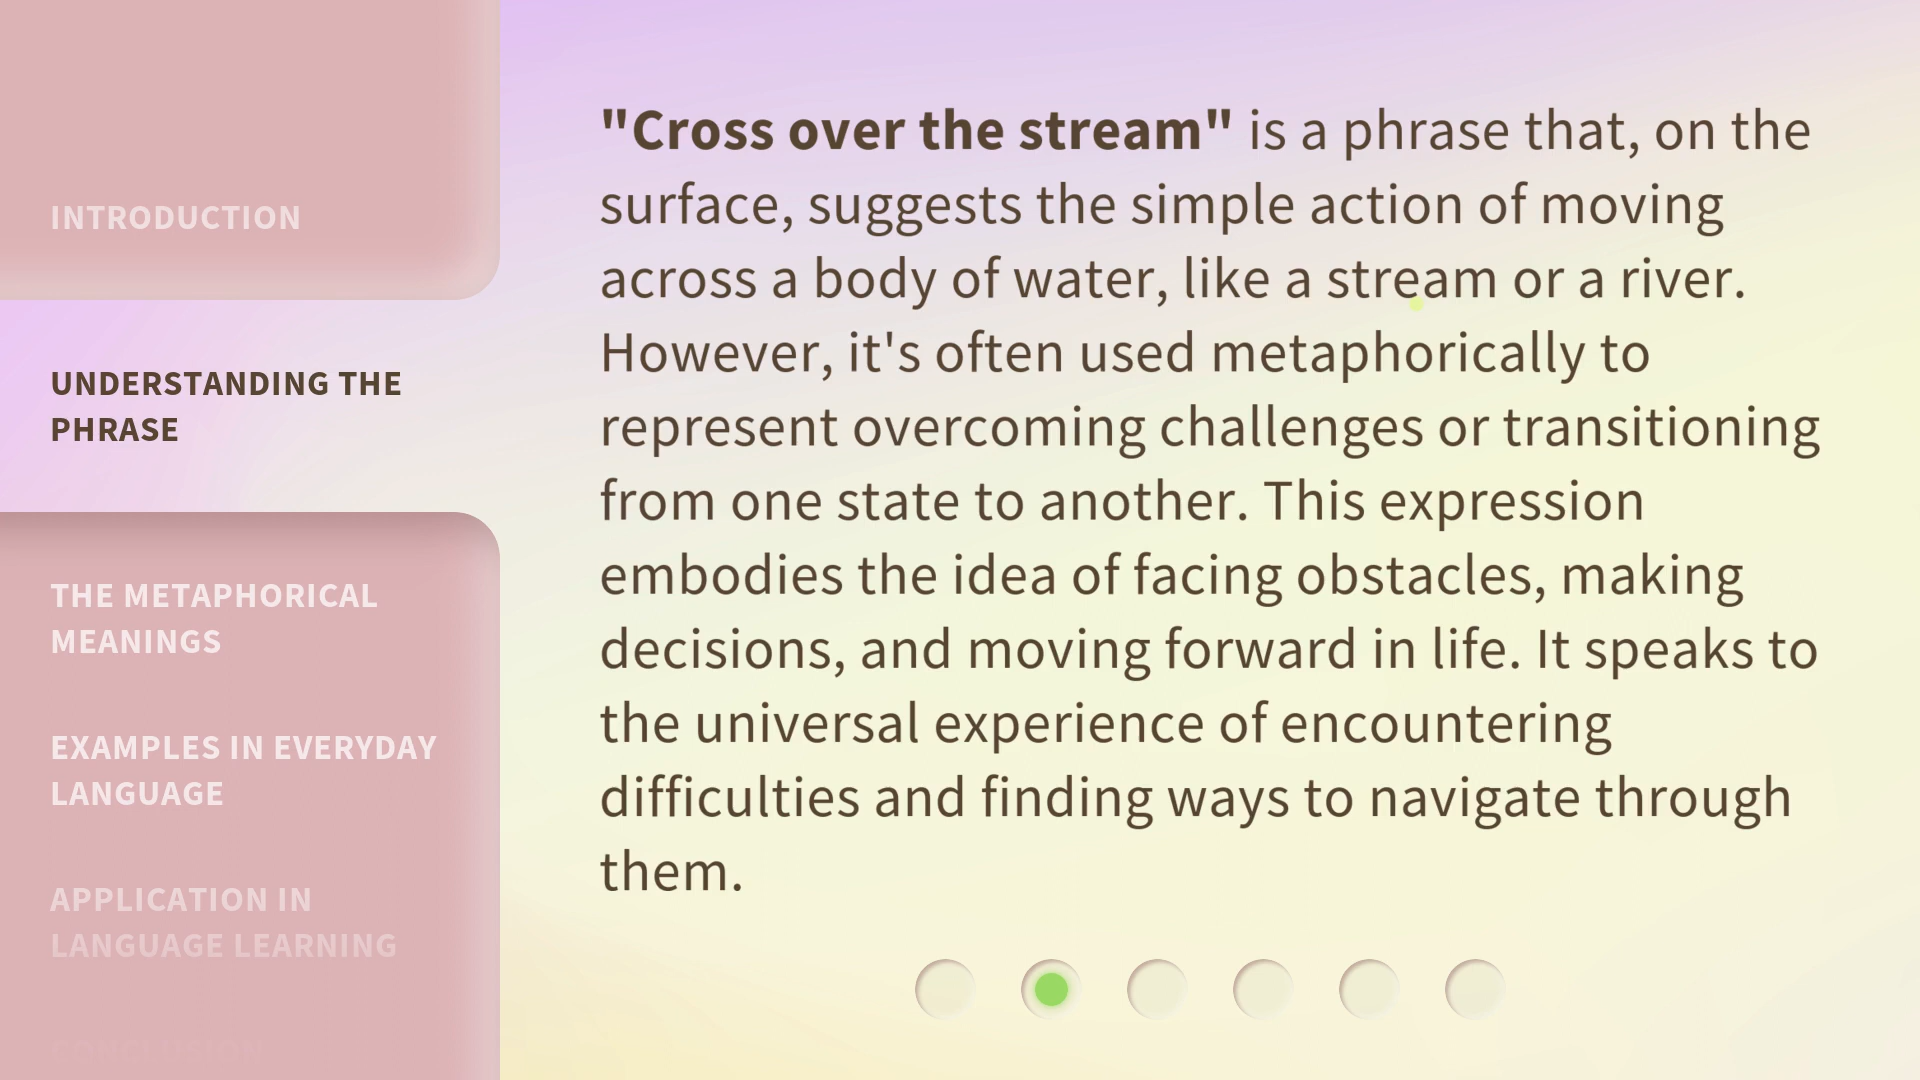 INTRODUCTION
UNDERSTANDING THE
PHRASE
THE METAPHORICAL
MEANINGS
EXAMPLES IN EVERYDAY
LANGUAGE
APPLICATION IN
LANGUAGE LEARNING
CONCLUSION
"Cross over the stream" is a phrase that, on the
surface, suggests the simple action of moving
across a body of water, like a stream or a river.
However, it's often used metaphorically to
represent overcoming challenges or transitioning
from one state to another. This expression
embodies the idea of facing obstacles, making
decisions, and moving forward in life. It speaks to
the universal experience of encountering
difficulties and finding ways to navigate through
them.